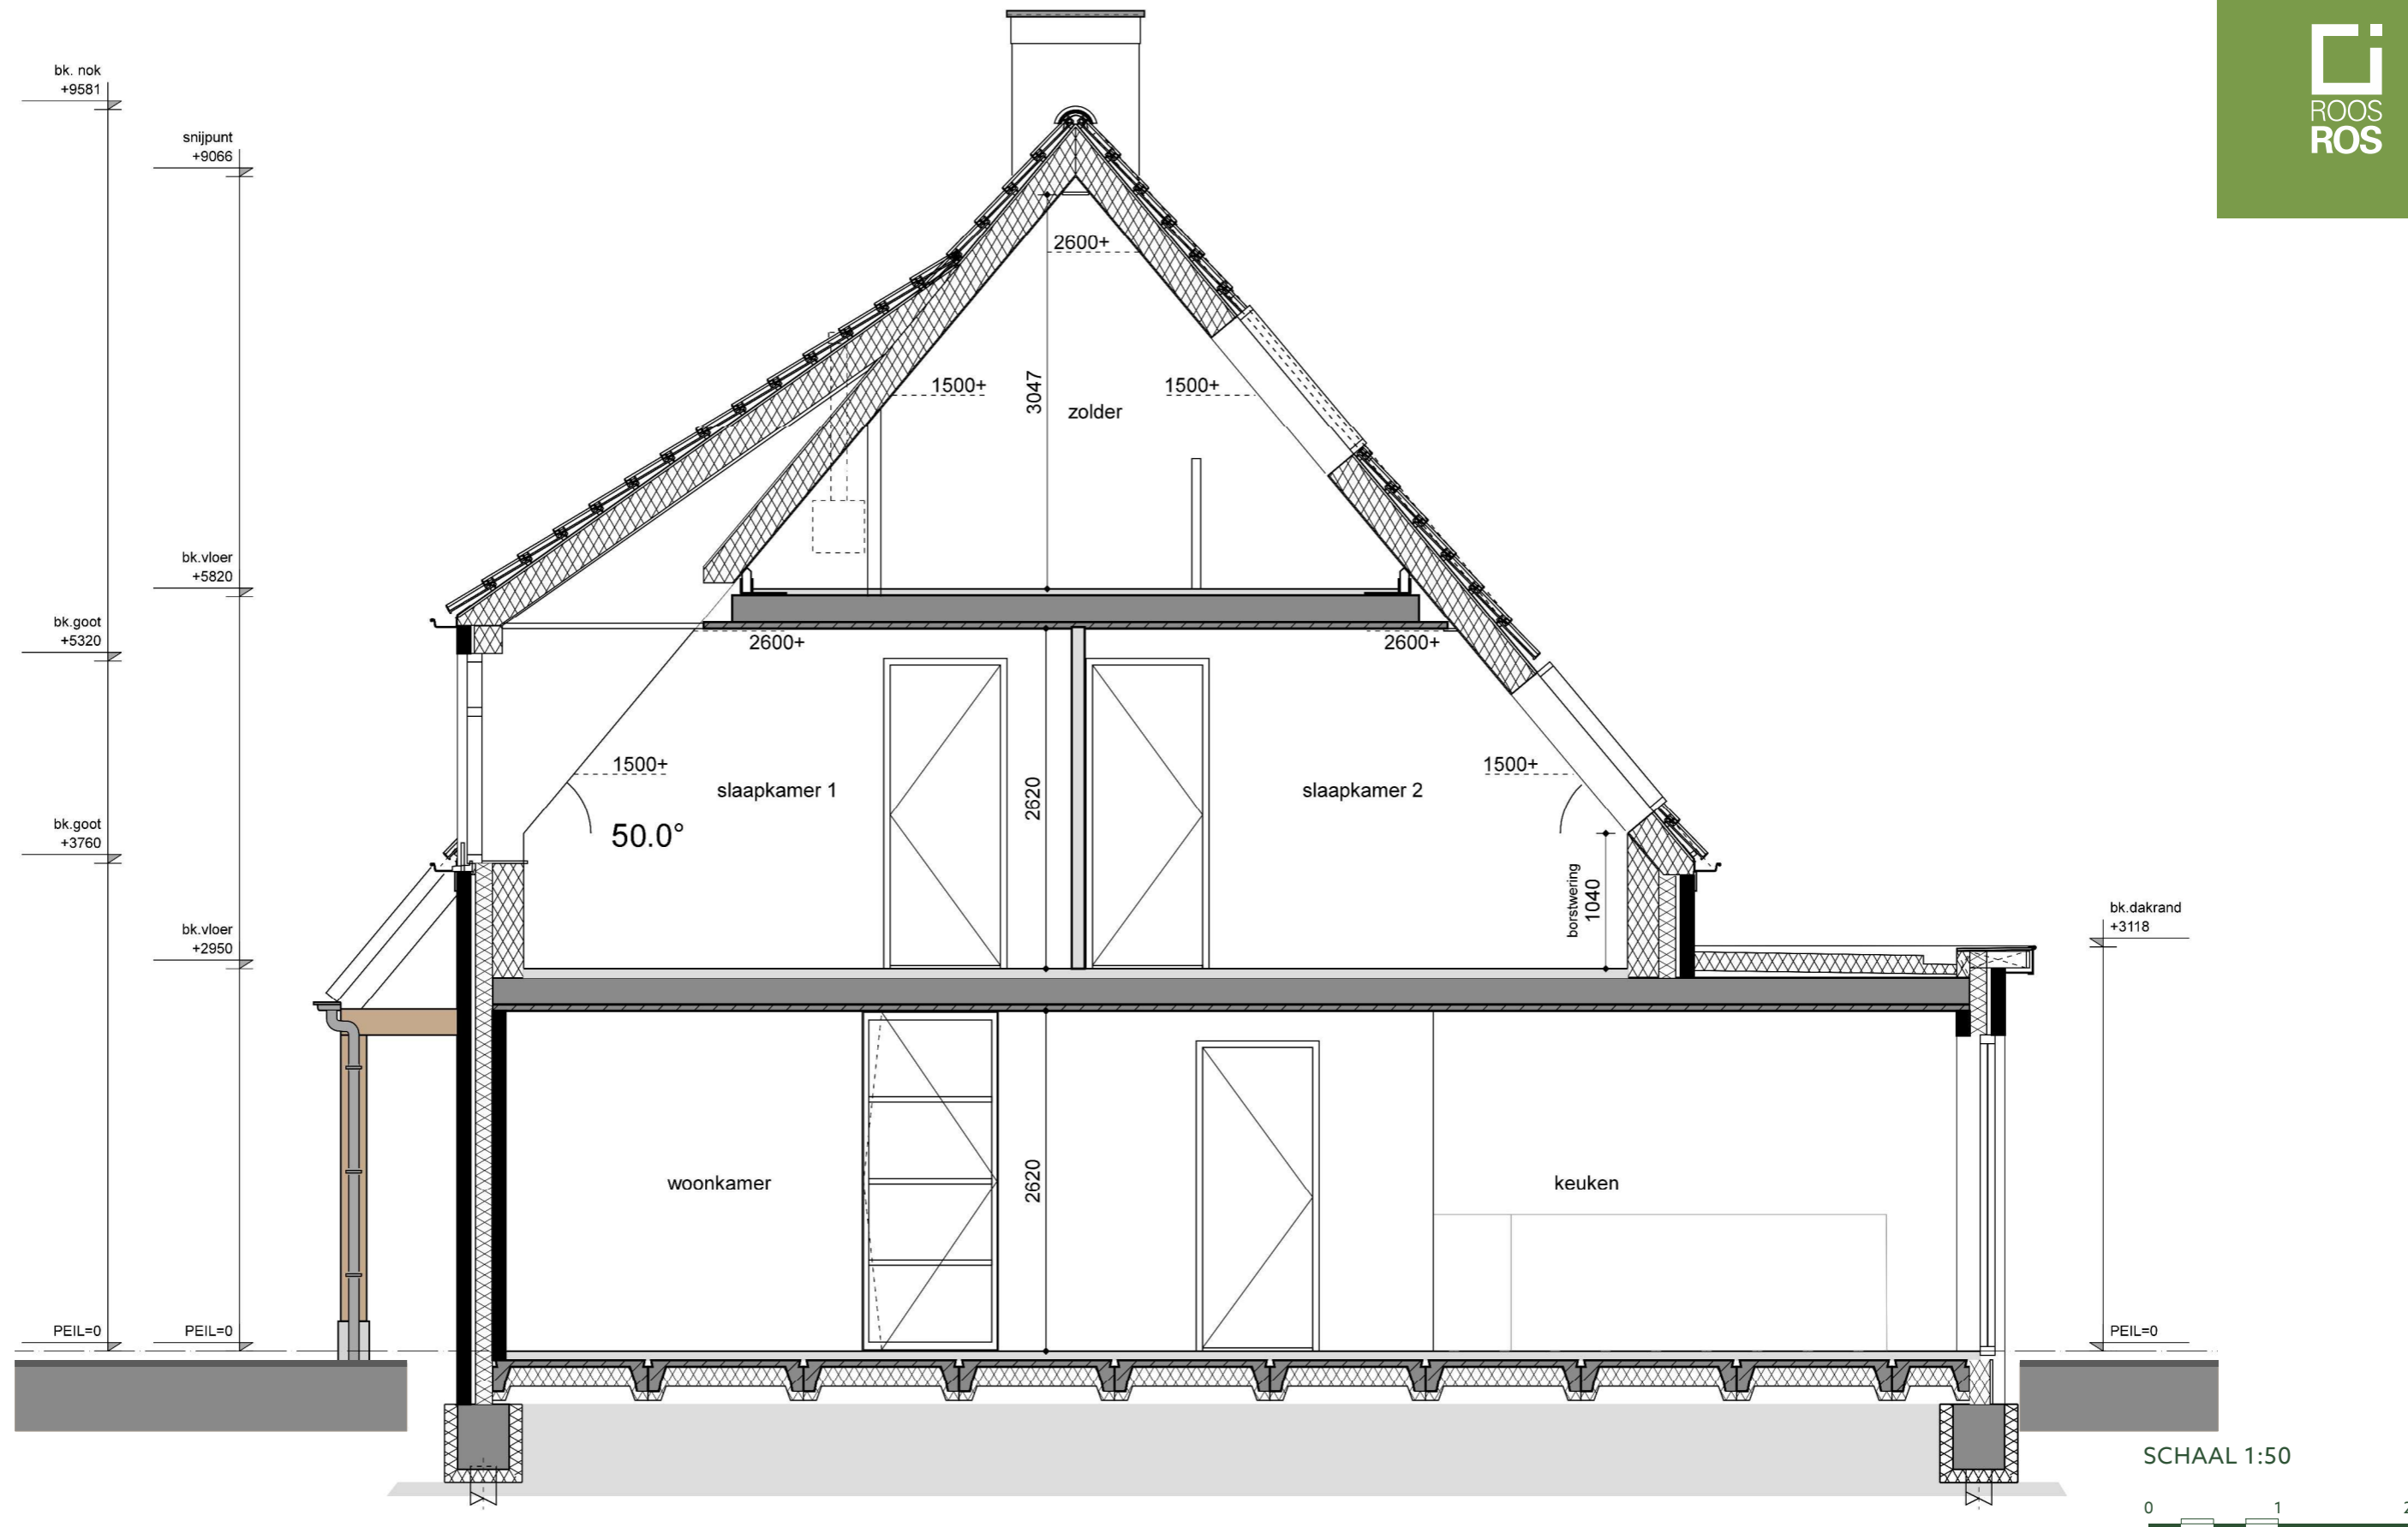 ROOS
ROS
bk. nok
+9581
snijpunt
+9066
2600+
1500+
3047
1500+
zolder
bk.vloer
+5820
bk.goot
+5320
2600+
2600+
1500+
slaapkamer 1
2620
1500+
slaapkamer 2
50.0°
bk.goot
+3760
borstwering
1040
bk.vloer
+2950
bk.dakrand
+3118
woonkamer
2620
keuken
PEIL=0
PEIL=0
PEIL=0
SCHAAL 1:50
0 1 2